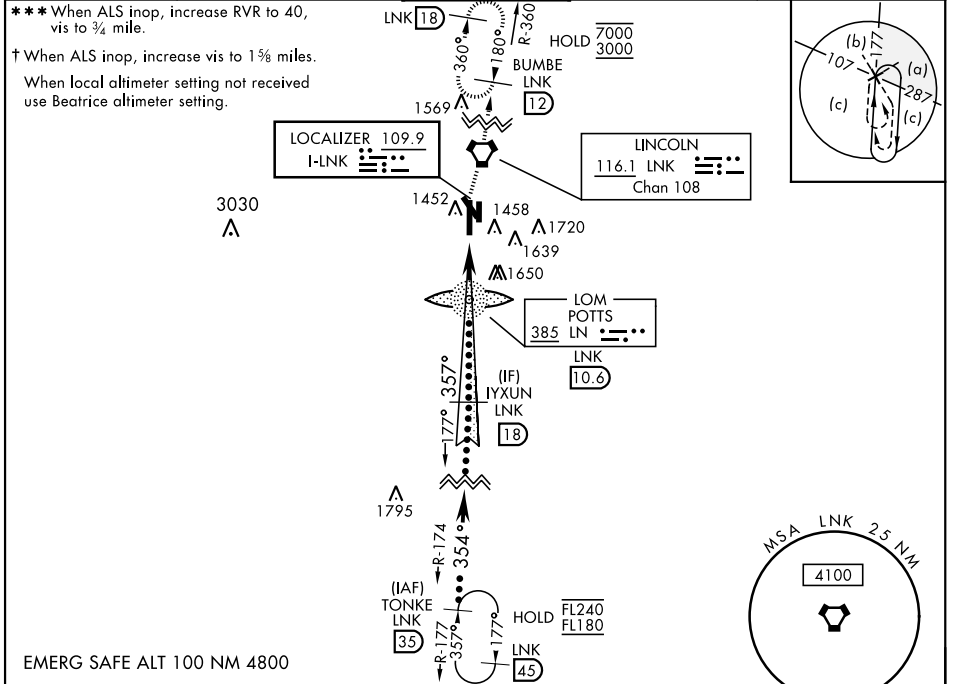 *** When ALS inop, increase RVR to 40,
vis to ¾ mile.
† When ALS inop, increase vis to 1⅝ miles.
When local altimeter setting not received
use Beatrice altimeter setting.
LNK 18
360°
180°
R-360
HOLD 7000
3000
BUMBE
LNK
12
1569
(b)
177
107
(a)
287
(c)
(c)
LOCALIZER 109.9
I-LNK
LINCOLN
116.1 LNK
Chan 108
3030
1452
1458
1720
1639
1650
LOM
POTTS
385 LN
LNK
10.6
357°
177°
(IF)
IYXUN
LNK
18
1795
R-174
354°
(IAF)
TONKE
LNK
35
R-177
357°
177°
HOLD FL240
FL180
LNK
45
MSA LNK 25 NM
4100
EMERG SAFE ALT 100 NM 4800